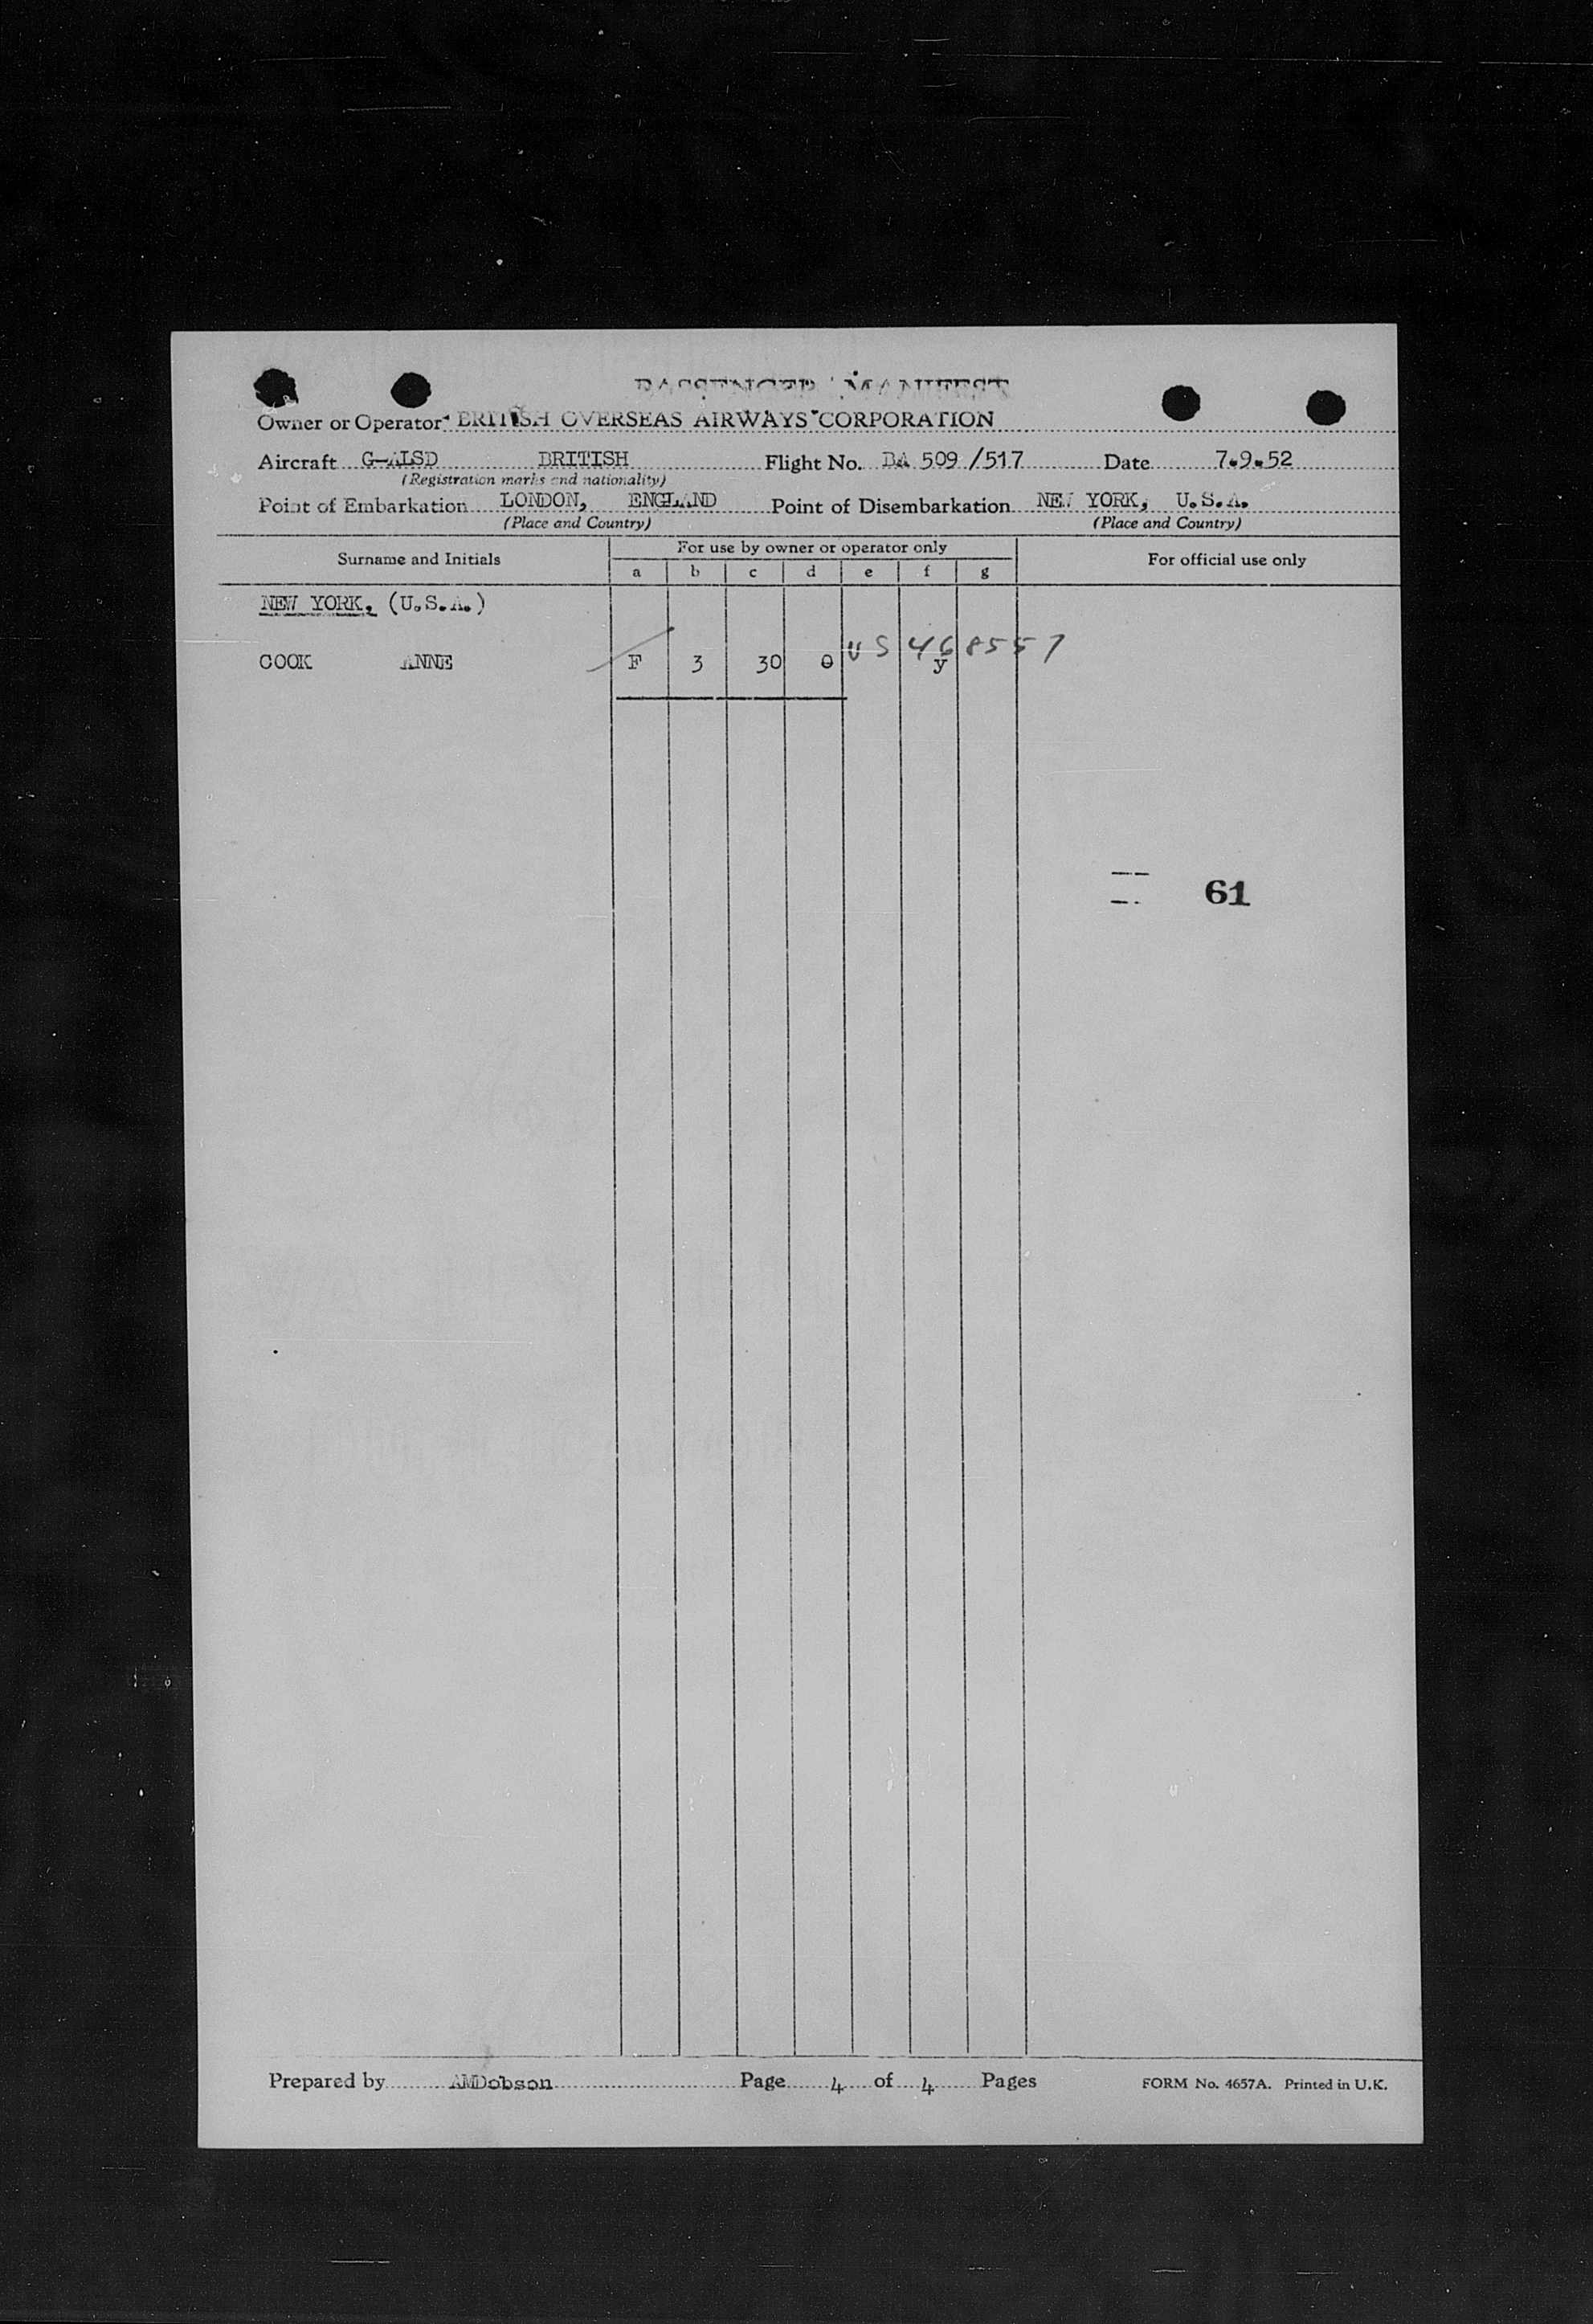 PASSENGER MANIFEST
Owner or Operator BRITISH OVERSEAS AIRWAYS CORPORATION
Aircraft G-ALSD BRITISH Flight No. BA 509/517 Date 7.9.52
(Registration marks and nationality)
Point of Embarkation LONDON, ENGLAND Point of Disembarkation NEW YORK, U.S.A.
(Place and Country) (Place and Country)
Surname and Initials For use by owner or operator only For official use only
a b c d e f g
NEW YORK, (U.S.A.)
COOK ANNE F 3 30 0 US 468557 y
61
Prepared by AMDobson Page 4 of 4 Pages FORM No. 4657A. Printed in U.K.